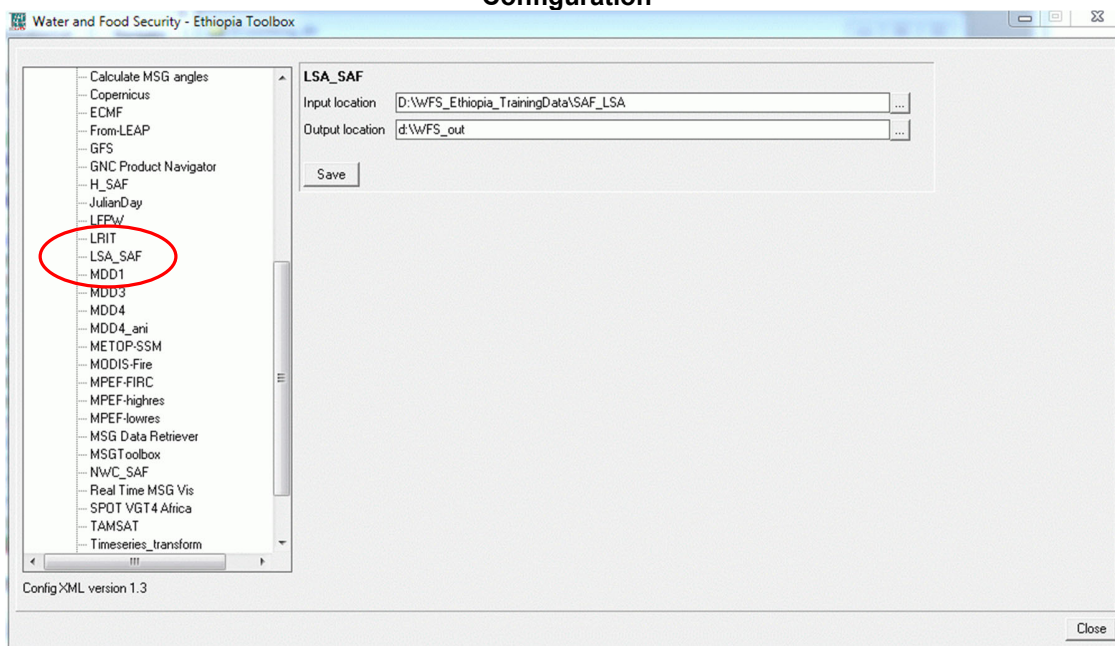 Configuration
Water and Food Security - Ethiopia Toolbox
Calculate MSG angles
Copernicus
ECMF
From-LEAP
GFS
GNC Product Navigator
H_SAF
JulianDay
LFPW
LRIT
LSA_SAF
MDD1
MDD3
MDD4
MDD4_ani
METOP-SSM
MODIS-Fire
MPEF-FIRC
MPEF-highres
MPEF-lowres
MSG Data Retriever
MSGToolbox
NWC_SAF
Real Time MSG Vis
SPOT VGT4 Africa
TAMSAT
Timeseries_transform
Config XML version 1.3
LSA_SAF
Input location D:\WFS_Ethiopia_TrainingData\SAF_LSA ...
Output location d:\WFS_out ...
Save
Close